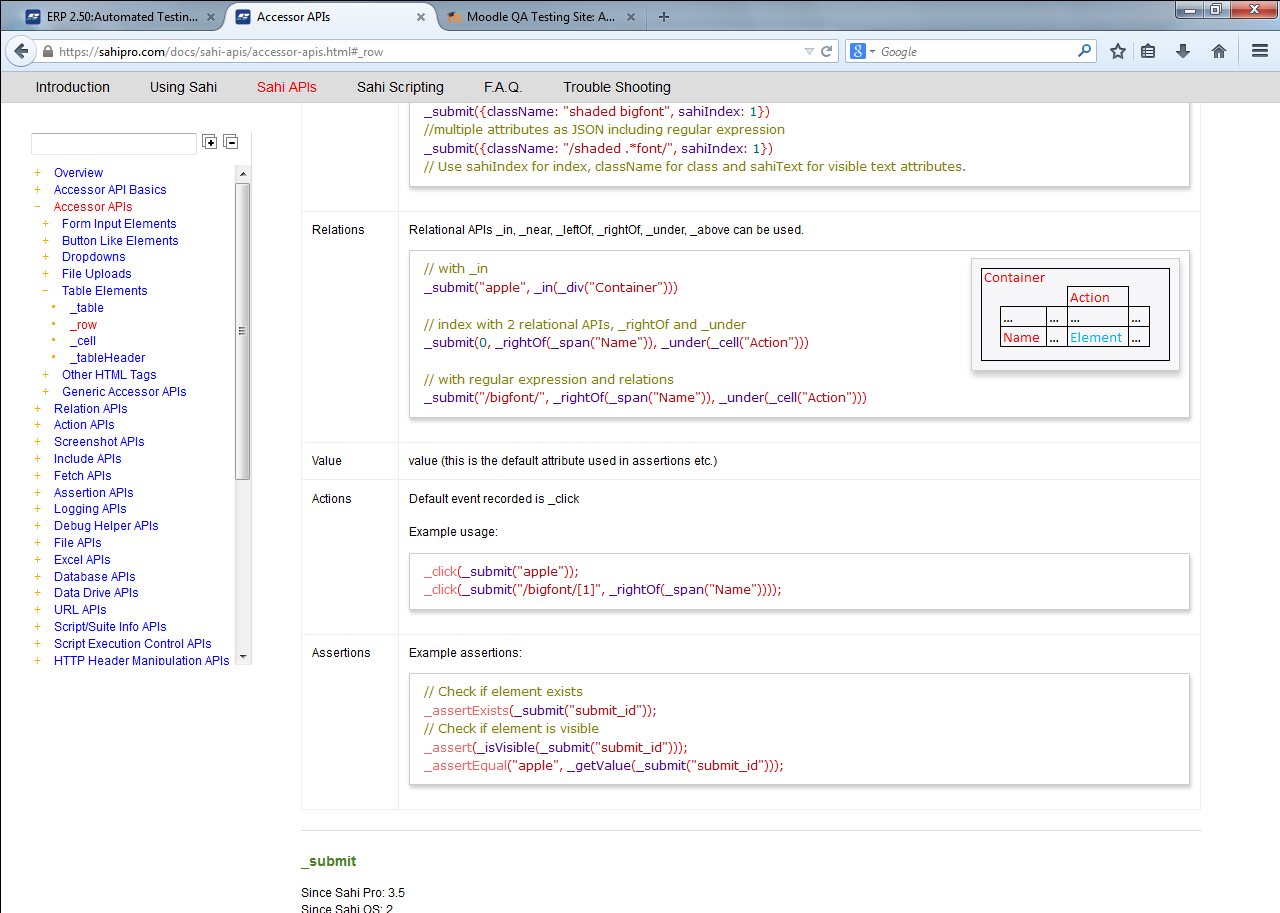 ERP 2.50:Automated Testin...
Accessor APIs
Moodle QA Testing Site: A...
https://sahipro.com/docs/sahi-apis/accessor-apis.html#_row
Google
Introduction
Using Sahi
Sahi APIs
Sahi Scripting
F.A.Q.
Trouble Shooting
Overview
Accessor API Basics
Accessor APIs
Form Input Elements
Button Like Elements
Dropdowns
File Uploads
Table Elements
_table
_row
_cell
_tableHeader
Other HTML Tags
Generic Accessor APIs
Relation APIs
Action APIs
Screenshot APIs
Include APIs
Fetch APIs
Assertion APIs
Logging APIs
Debug Helper APIs
File APIs
Excel APIs
Database APIs
Data Drive APIs
URL APIs
Script/Suite Info APIs
Script Execution Control APIs
HTTP Header Manipulation APIs
_submit({className: "shaded bigfont", sahiIndex: 1})
//multiple attributes as JSON including regular expression
_submit({className: "/shaded .*font/", sahiIndex: 1})
// Use sahiIndex for index, className for class and sahiText for visible text attributes.
Relations
Relational APIs _in, _near, _leftOf, _rightOf, _under, _above can be used.
// with _in
_submit("apple", _in(_div("Container")))
// index with 2 relational APIs, _rightOf and _under
_submit(0, _rightOf(_span("Name")), _under(_cell("Action")))
// with regular expression and relations
_submit("/bigfont/", _rightOf(_span("Name")), _under(_cell("Action")))
Container
Action
... ... ... ...
Name ... Element ...
Value
value (this is the default attribute used in assertions etc.)
Actions
Default event recorded is _click
Example usage:
_click(_submit("apple"));
_click(_submit("/bigfont/[1]", _rightOf(_span("Name"))));
Assertions
Example assertions:
// Check if element exists
_assertExists(_submit("submit_id"));
// Check if element is visible
_assert(_isVisible(_submit("submit_id")));
_assertEqual("apple", _getValue(_submit("submit_id")));
_submit
Since Sahi Pro: 3.5
Since Sahi OS: 2